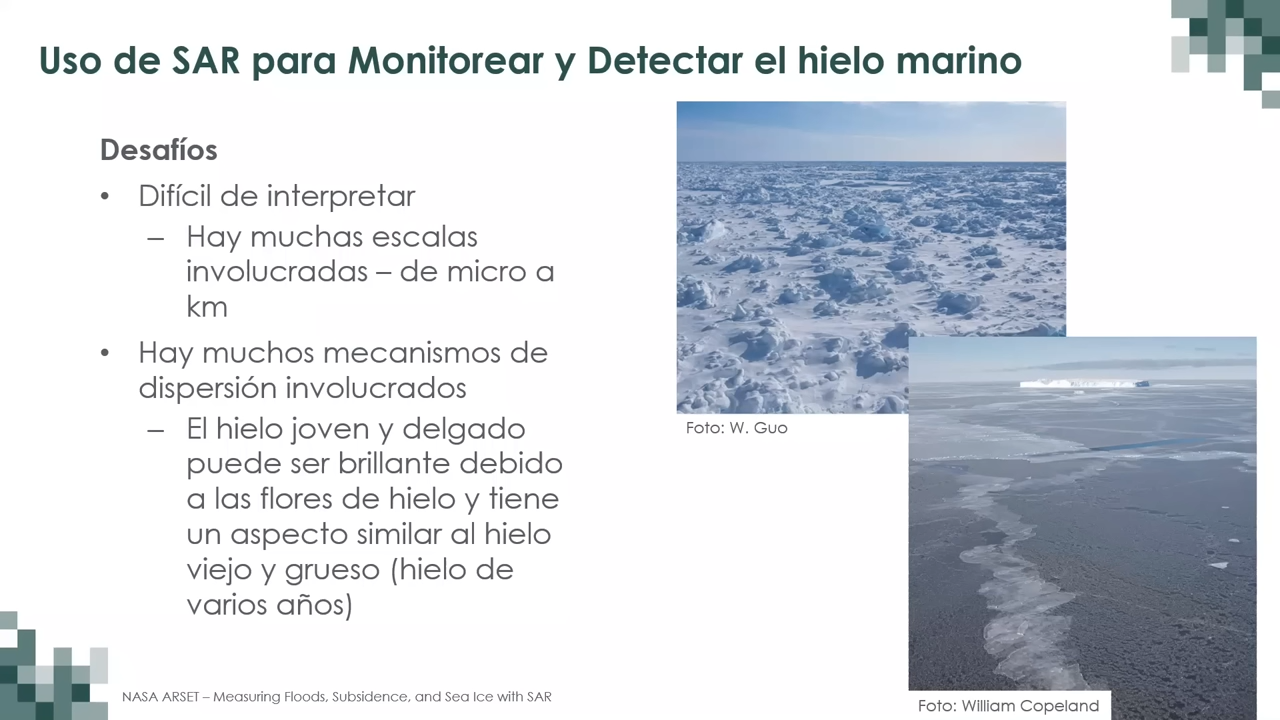 Uso de SAR para Monitorear y Detectar el hielo marino
Desafíos
• Difícil de interpretar
– Hay muchas escalas
involucradas – de micro a
km
• Hay muchos mecanismos de
dispersión involucrados
– El hielo joven y delgado
puede ser brillante debido
a las flores de hielo y tiene
un aspecto similar al hielo
viejo y grueso (hielo de
varios años)
Foto: W. Guo
Foto: William Copeland
NASA ARSET – Measuring Floods, Subsidence, and Sea Ice with SAR